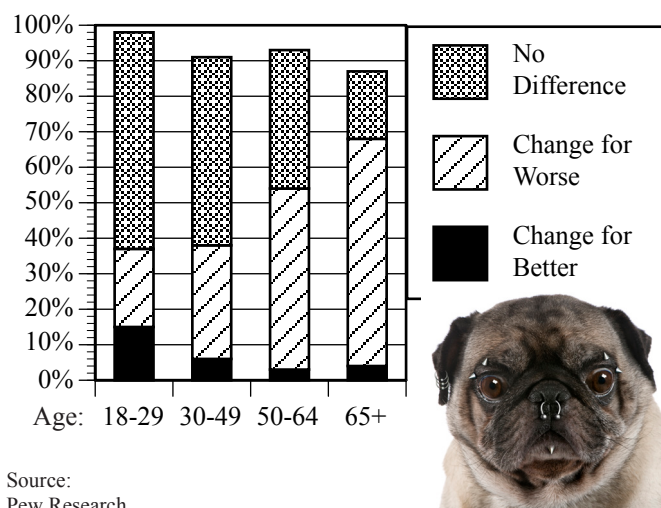 100%
90%
80%
70%
60%
50%
40%
30%
20%
10%
0%
Age: 18-29 30-49 50-64 65+
No
Difference
Change for
Worse
Change for
Better
Source:
Pew Research